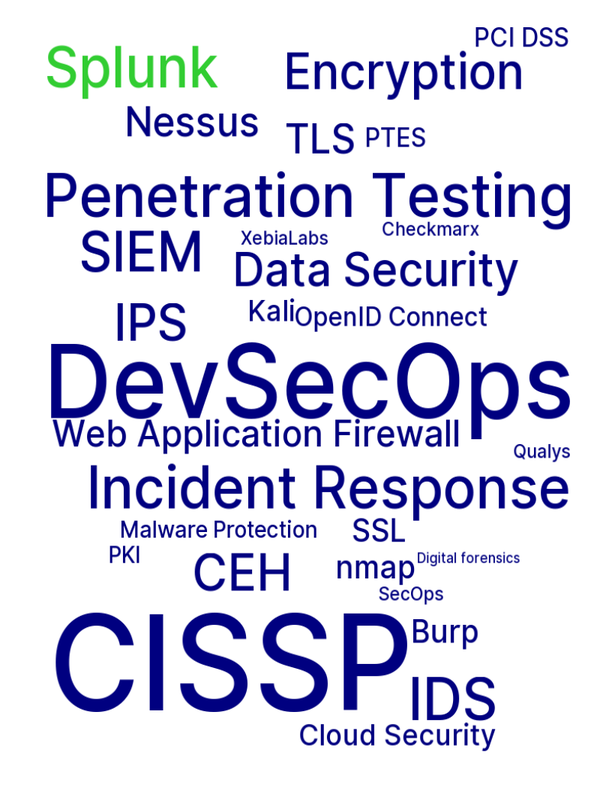 PCI DSS
Splunk
Encryption
Nessus
TLS
PTES
Penetration Testing
Checkmarx
SIEM
XebiaLabs
Data Security
IPS
Kali
OpenID Connect
DevSecOps
Web Application Firewall
Qualys
Incident Response
Malware Protection
SSL
PKI
CEH
nmap
Digital forensics
SecOps
CISSP
Burp
IDS
Cloud Security